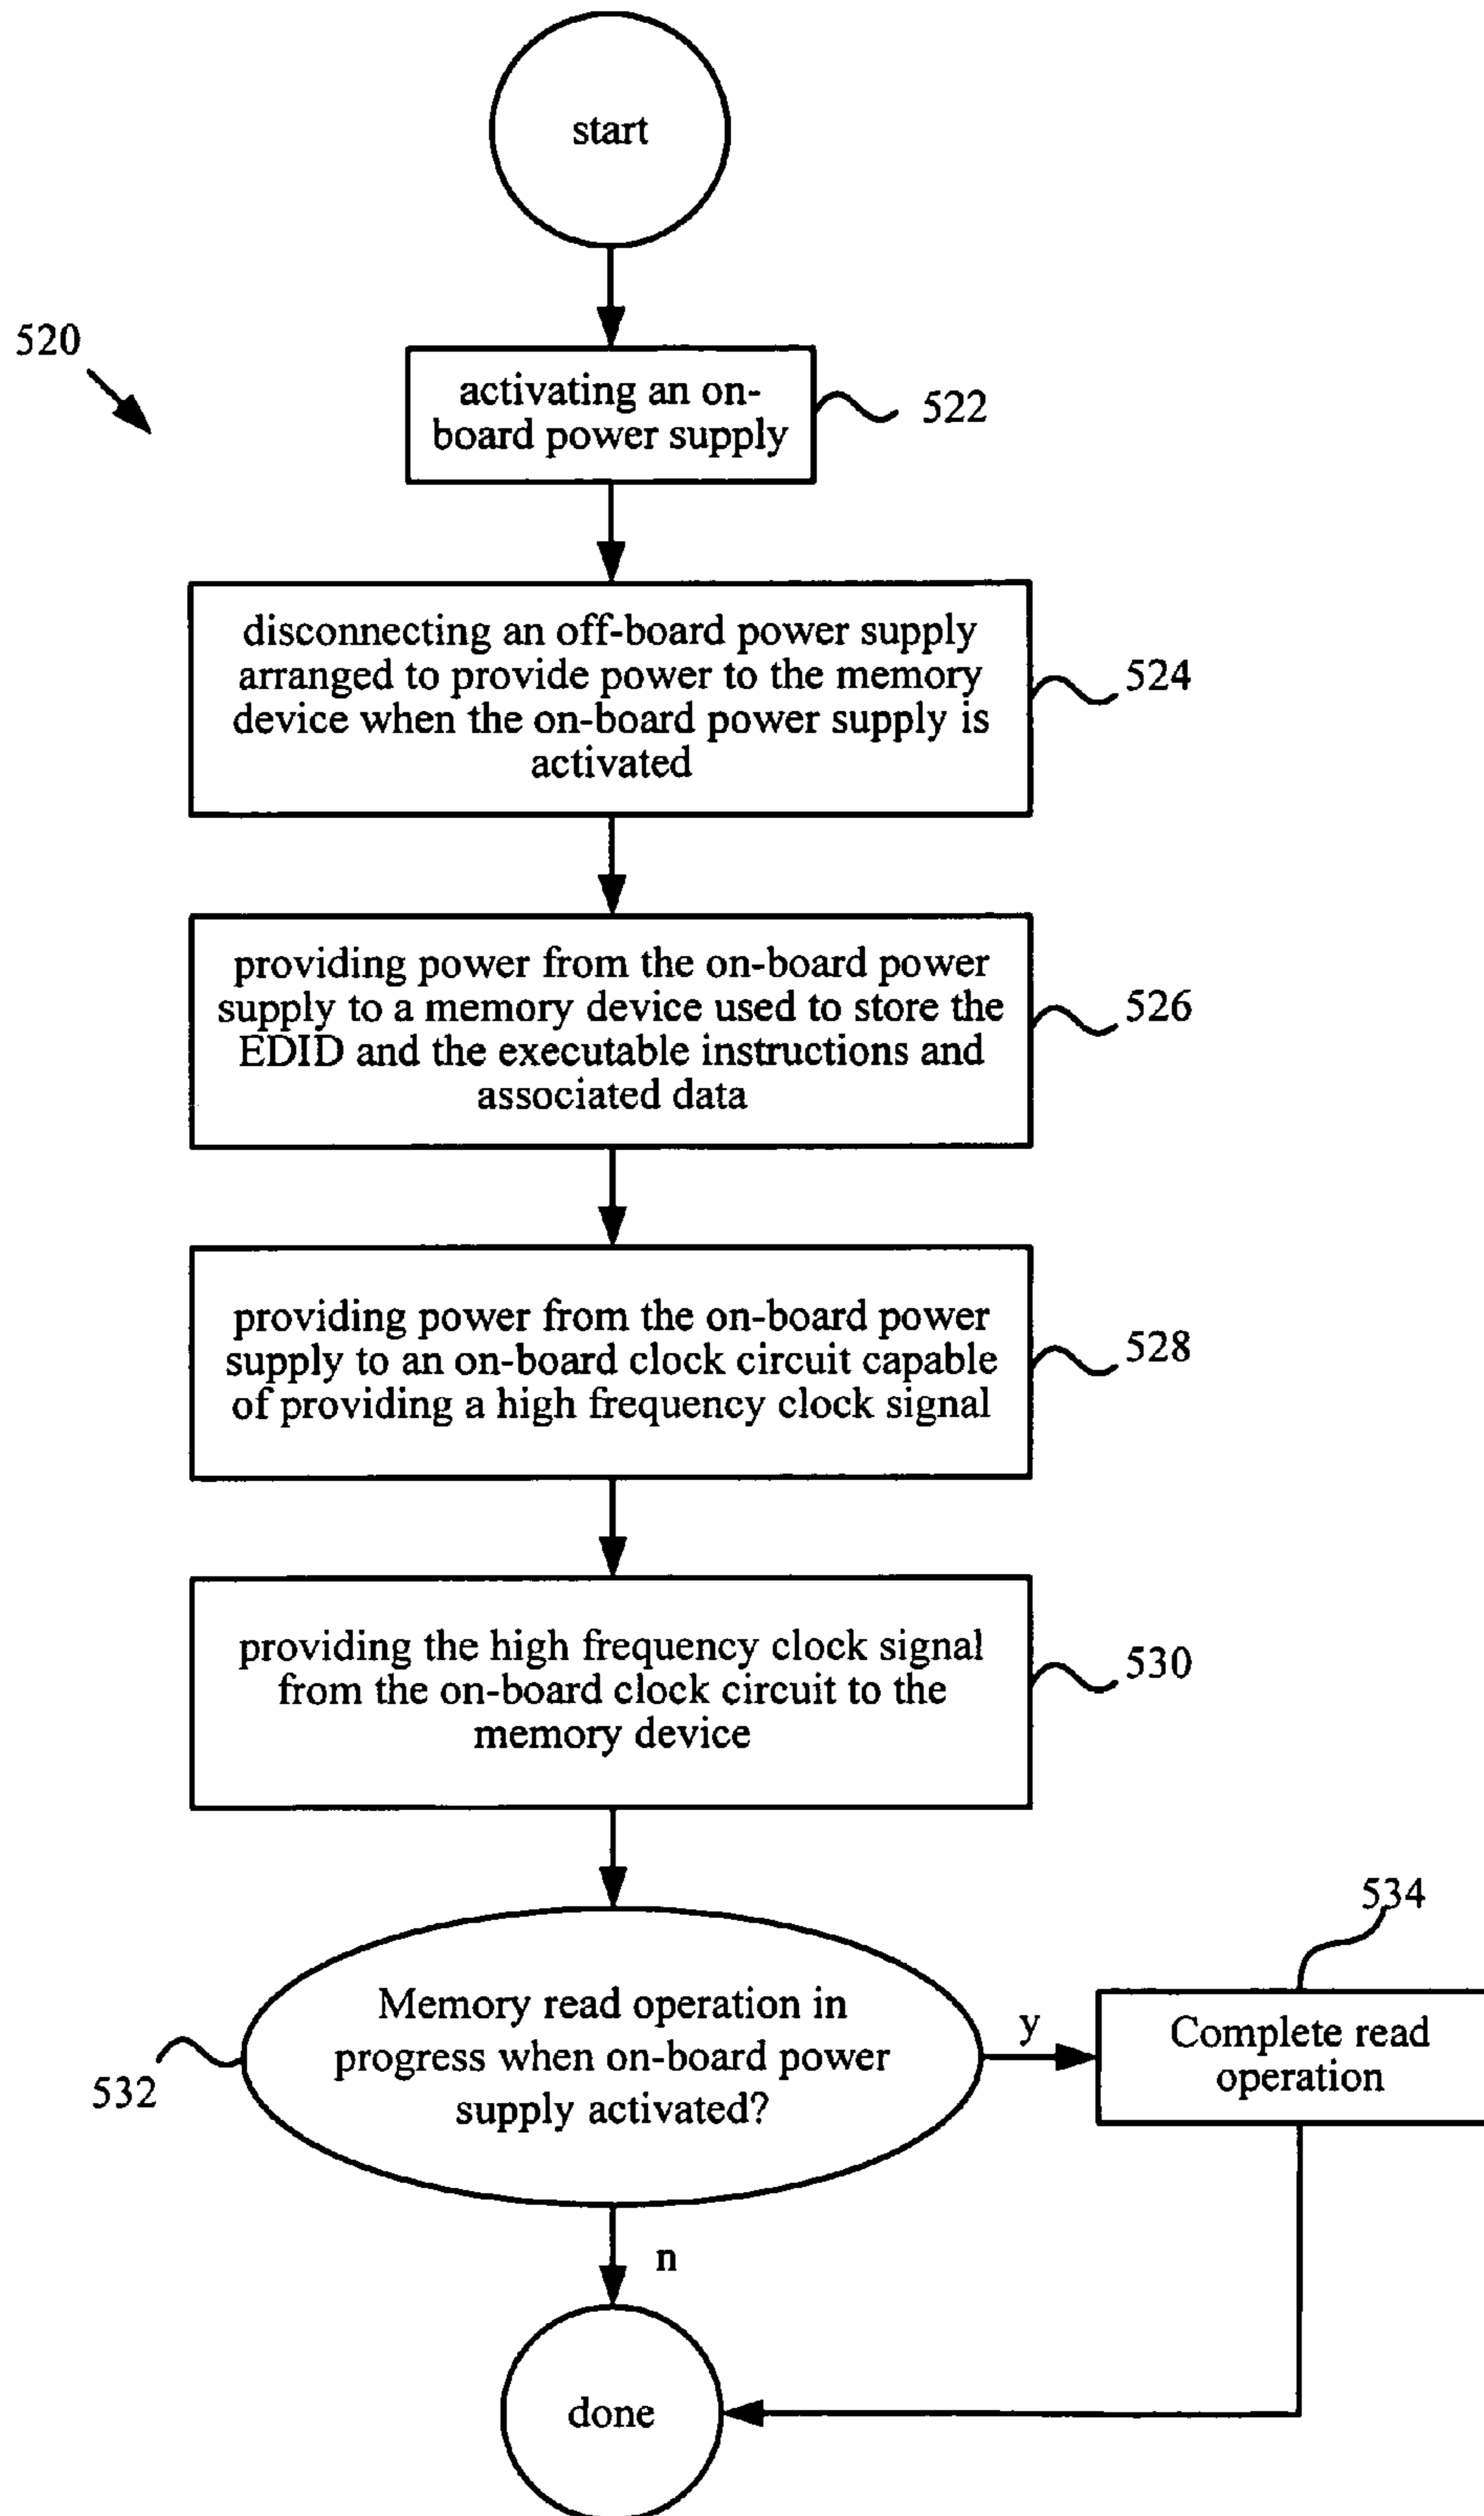 start
520
activating an on-
board power supply
522
disconnecting an off-board power supply
arranged to provide power to the memory
device when the on-board power supply is
activated
524
providing power from the on-board power
supply to a memory device used to store the
EDID and the executable instructions and
associated data
526
providing power from the on-board power
supply to an on-board clock circuit capable
of providing a high frequency clock signal
528
providing the high frequency clock signal
from the on-board clock circuit to the
memory device
530
534
Memory read operation in
progress when on-board power
supply activated?
532
y
Complete read
operation
n
done